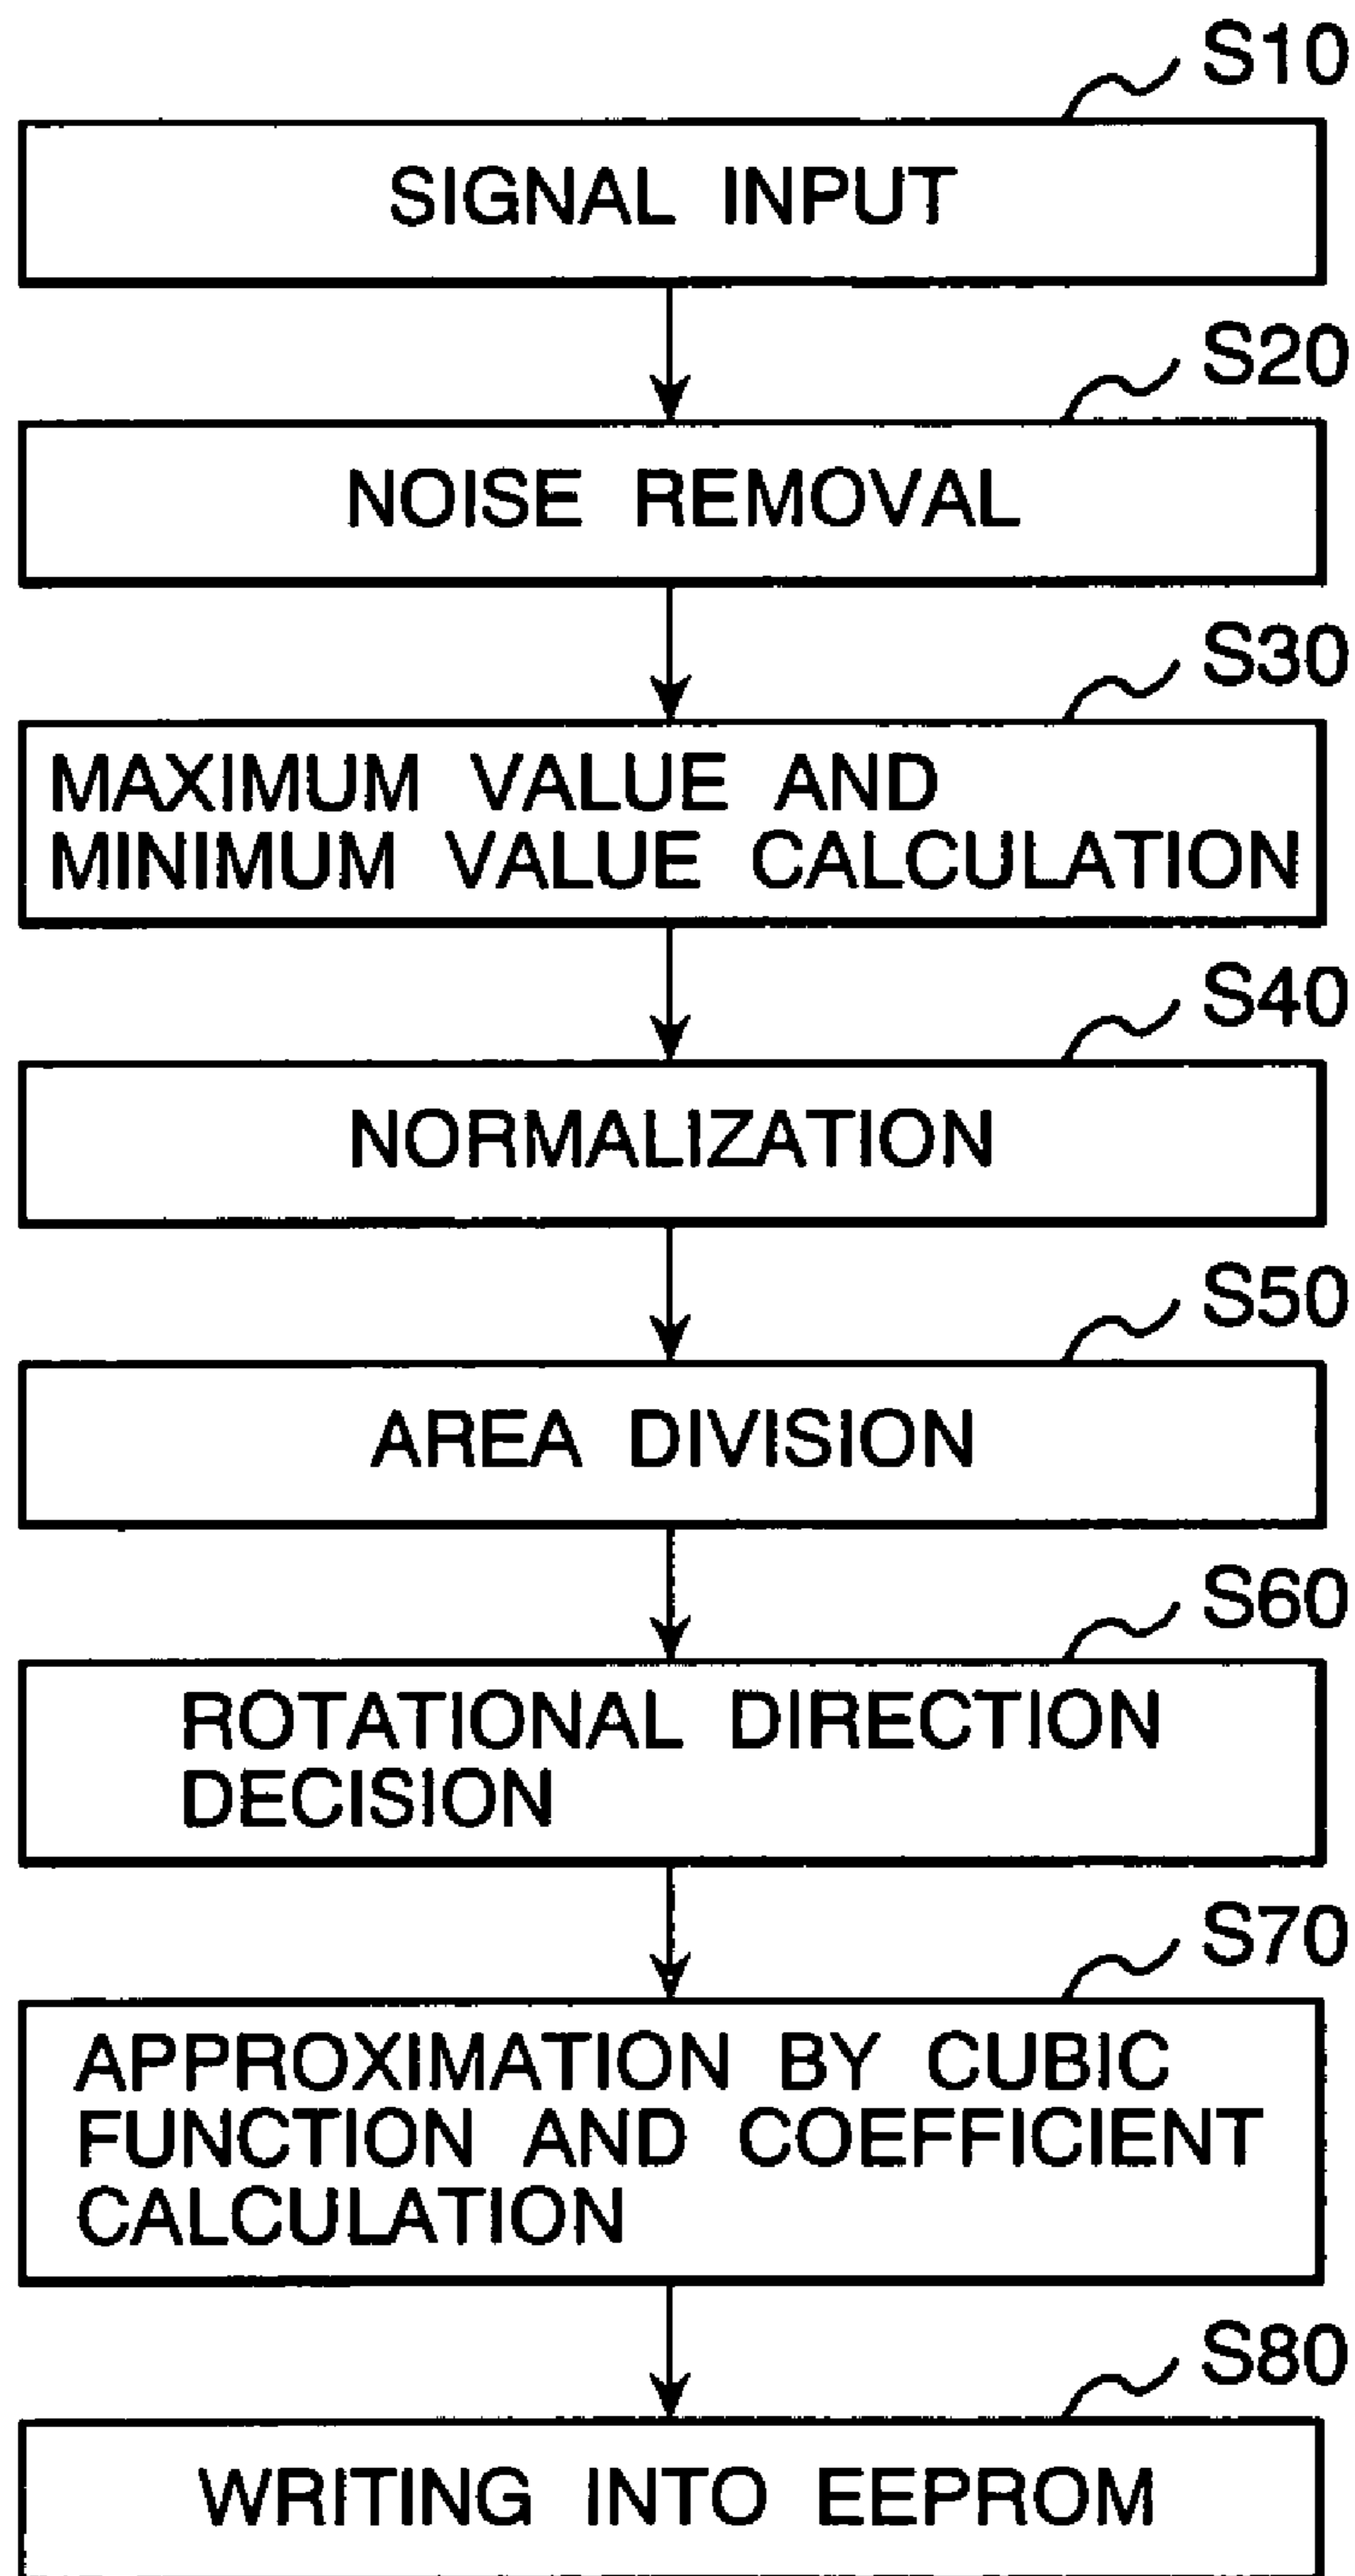 S10
SIGNAL INPUT
S20
NOISE REMOVAL
S30
MAXIMUM VALUE AND
MINIMUM VALUE CALCULATION
S40
NORMALIZATION
S50
AREA DIVISION
S60
ROTATIONAL DIRECTION
DECISION
S70
APPROXIMATION BY CUBIC
FUNCTION AND COEFFICIENT
CALCULATION
S80
WRITING INTO EEPROM